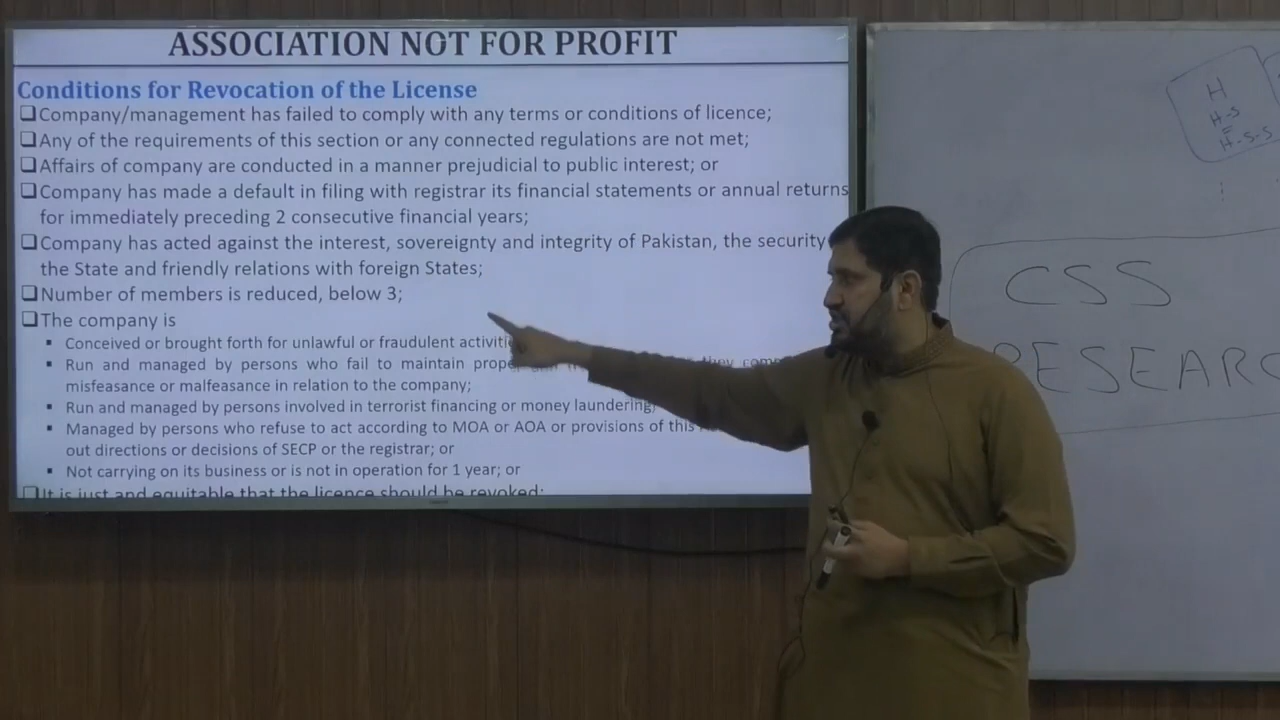 ASSOCIATION NOT FOR PROFIT
Conditions for Revocation of the License
❑Company/management has failed to comply with any terms or conditions of licence;
❑Any of the requirements of this section or any connected regulations are not met;
❑Affairs of company are conducted in a manner prejudicial to public interest; or
❑Company has made a default in filing with registrar its financial statements or annual returns
for immediately preceding 2 consecutive financial years;
❑Company has acted against the interest, sovereignty and integrity of Pakistan, the security
the State and friendly relations with foreign States;
❑Number of members is reduced, below 3;
❑The company is
▪ Conceived or brought forth for unlawful or fraudulent
▪ Run and managed by persons who fail to maintain
misfeasance or malfeasance in relation to the company;
▪ Run and managed by persons involved in terrorist financing or money laundering;
▪ Managed by persons who refuse to act according to MOA or AOA or provisions of this
out directions or decisions of SECP or the registrar; or
▪ Not carrying on its business or is not in operation for 1 year; or
❑It is just and equitable that the licence should be revoked;
H
H-S
H-S-S
CSS